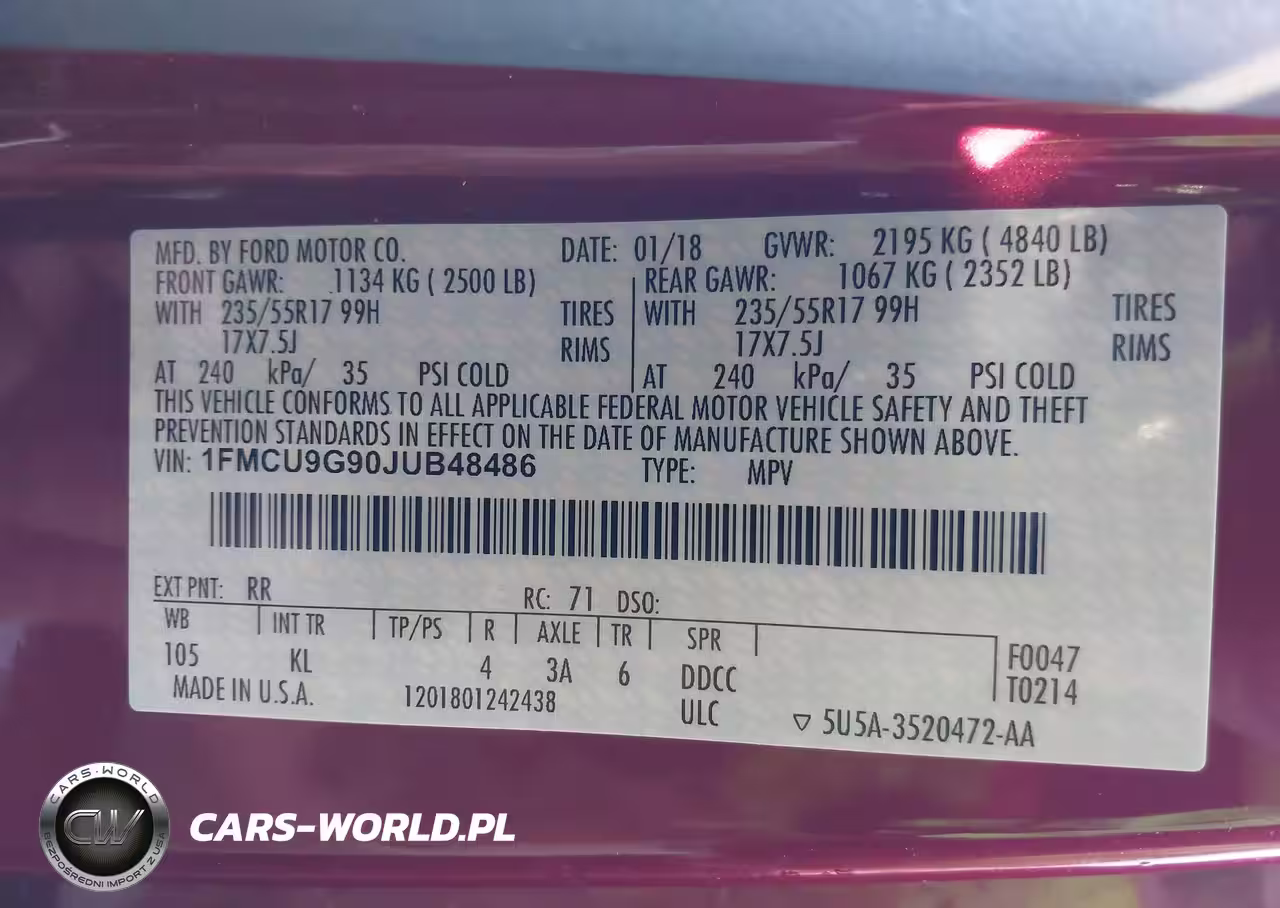 MFD. BY FORD MOTOR CO. DATE: 01/18 GVWR: 2195 KG ( 4840 LB)
FRONT GAWR: 1134 KG ( 2500 LB) REAR GAWR: 1067 KG ( 2352 LB)
WITH 235/55R17 99H TIRES WITH 235/55R17 99H TIRES
17X7.5J RIMS 17X7.5J RIMS
AT 240 kPa/ 35 PSI COLD AT 240 kPa/ 35 PSI COLD
THIS VEHICLE CONFORMS TO ALL APPLICABLE FEDERAL MOTOR VEHICLE SAFETY AND THEFT
PREVENTION STANDARDS IN EFFECT ON THE DATE OF MANUFACTURE SHOWN ABOVE.
VIN: 1FMCU9G90JUB48486 TYPE: MPV
EXT PNT: RR RC: 71 DSO:
WB INT TR TP/PS R AXLE TR SPR
105 KL 4 3A 6 DDCC F0047
MADE IN U.S.A. 1201801242438 ULC T0214
▽ 5U5A-3520472-AA
CARS-WORLD
CW
BEZPOŚREDNI IMPORT Z USA
CARS-WORLD.PL